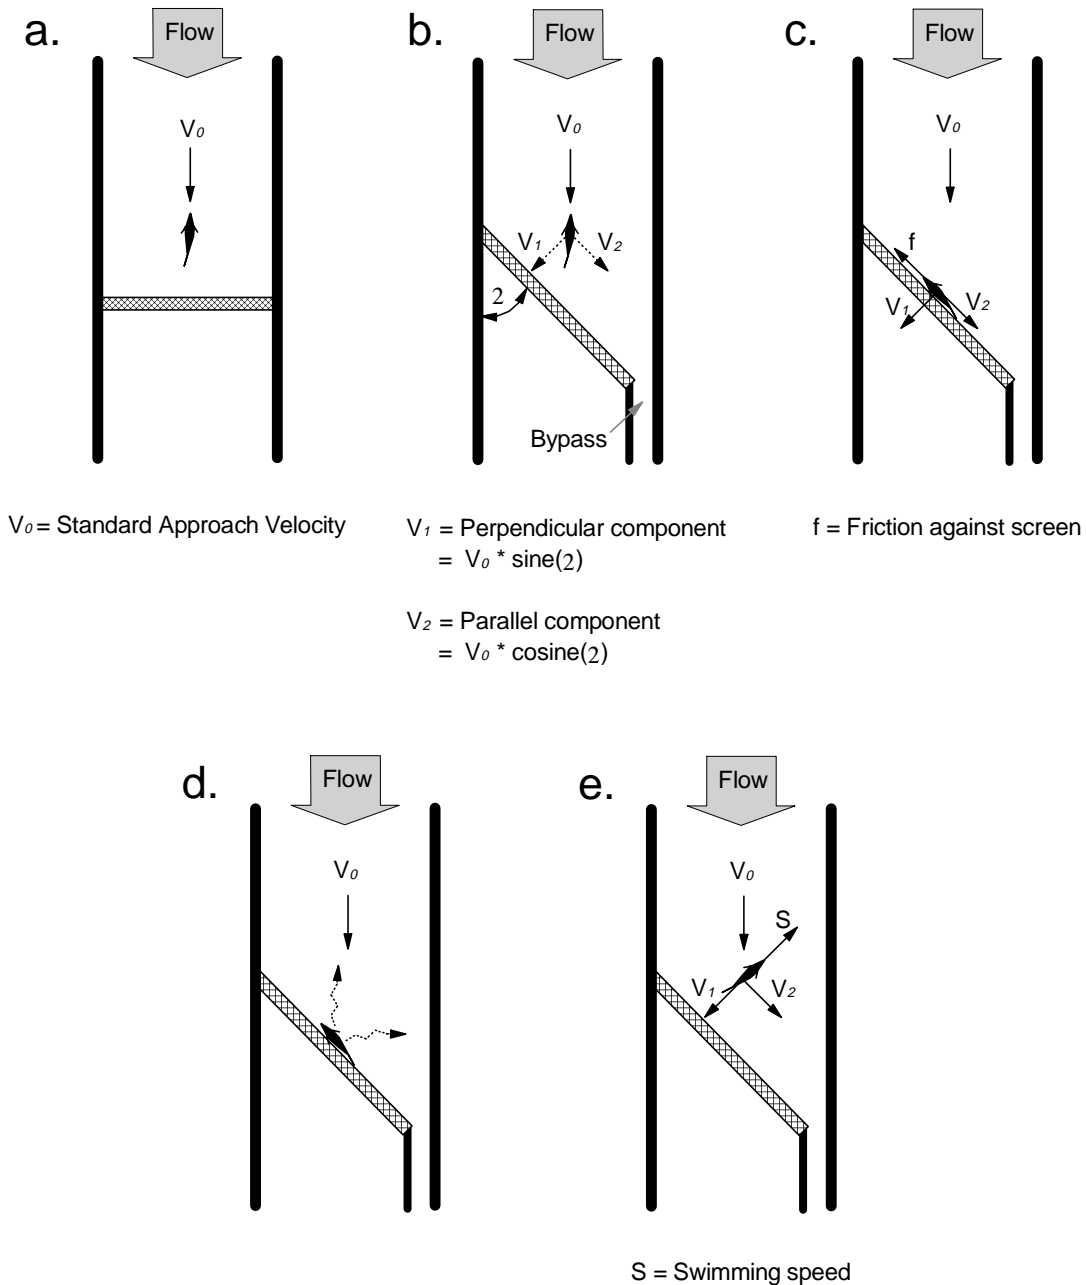 a.
Flow
V₀
b.
Flow
V₀
V₁
V₂
2
Bypass
c.
Flow
V₀
f
V₁
V₂
V₀ = Standard Approach Velocity
V₁ = Perpendicular component
= V₀ * sine(2)
V₂ = Parallel component
= V₀ * cosine(2)
f = Friction against screen
d.
Flow
V₀
e.
Flow
V₀
S
V₁
V₂
S = Swimming speed